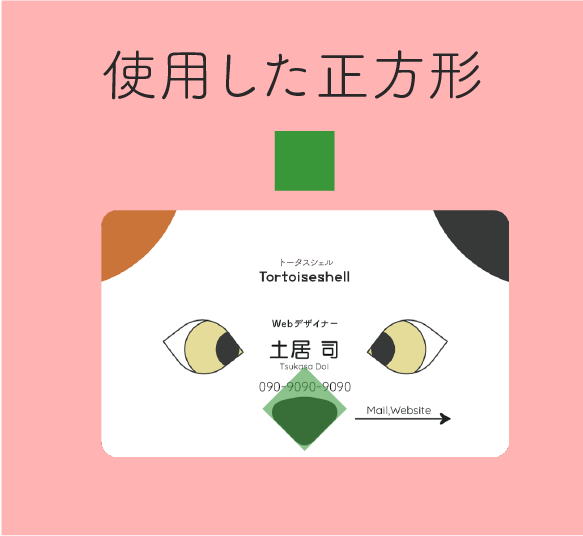 使用した正方形
トータスシェル
Tortoiseshell
Webデザイナー
土居 司
Tsukasa Doi
090-9090-9090
Mail,Website